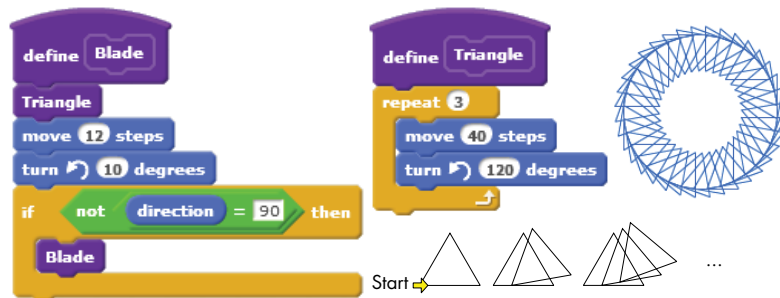 define Blade
Triangle
move 12 steps
turn 10 degrees
if not direction = 90 then
Blade
define Triangle
repeat 3
move 40 steps
turn 120 degrees
Start
...